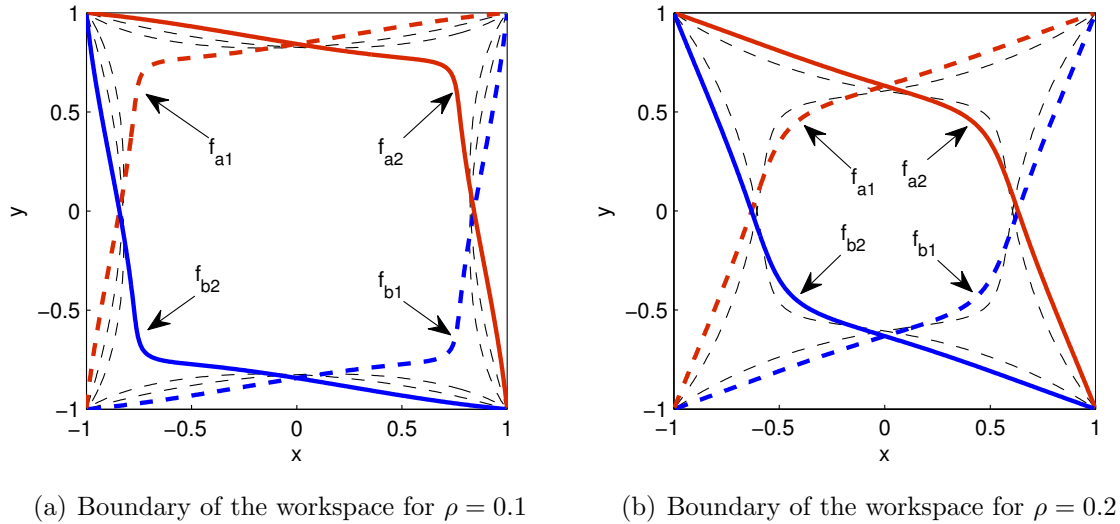 1
0.5
0
−0.5
−1
y
−1
−0.5
0
0.5
1
x
f_a1
f_a2
f_b2
f_b1
(a) Boundary of the workspace for ρ = 0.1
1
0.5
0
−0.5
−1
y
−1
−0.5
0
0.5
1
x
f_a1
f_a2
f_b2
f_b1
(b) Boundary of the workspace for ρ = 0.2